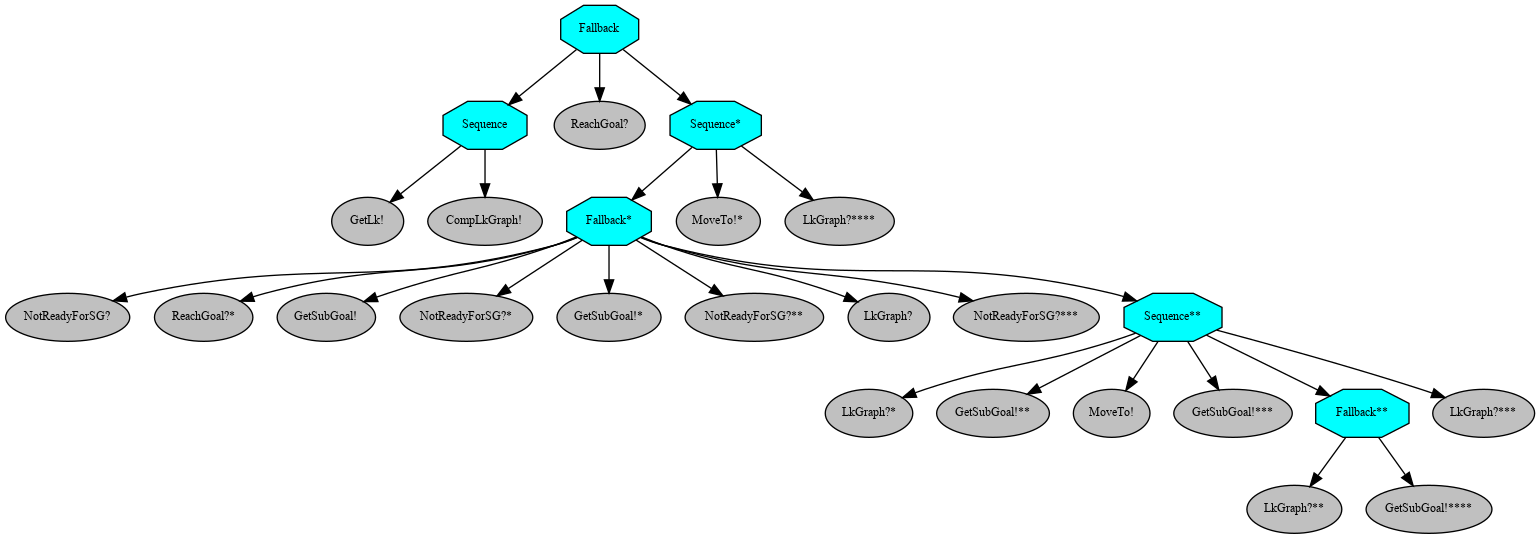 Fallback
Sequence
ReachGoal?
Sequence*
GetLk!
CompLkGraph!
Fallback*
MoveTo!*
LkGraph?****
NotReadyForSG?
ReachGoal?*
GetSubGoal!
NotReadyForSG?*
GetSubGoal!*
NotReadyForSG?**
LkGraph?
NotReadyForSG?***
Sequence**
LkGraph?*
GetSubGoal!**
MoveTo!
GetSubGoal!***
Fallback**
LkGraph?***
LkGraph?**
GetSubGoal!****